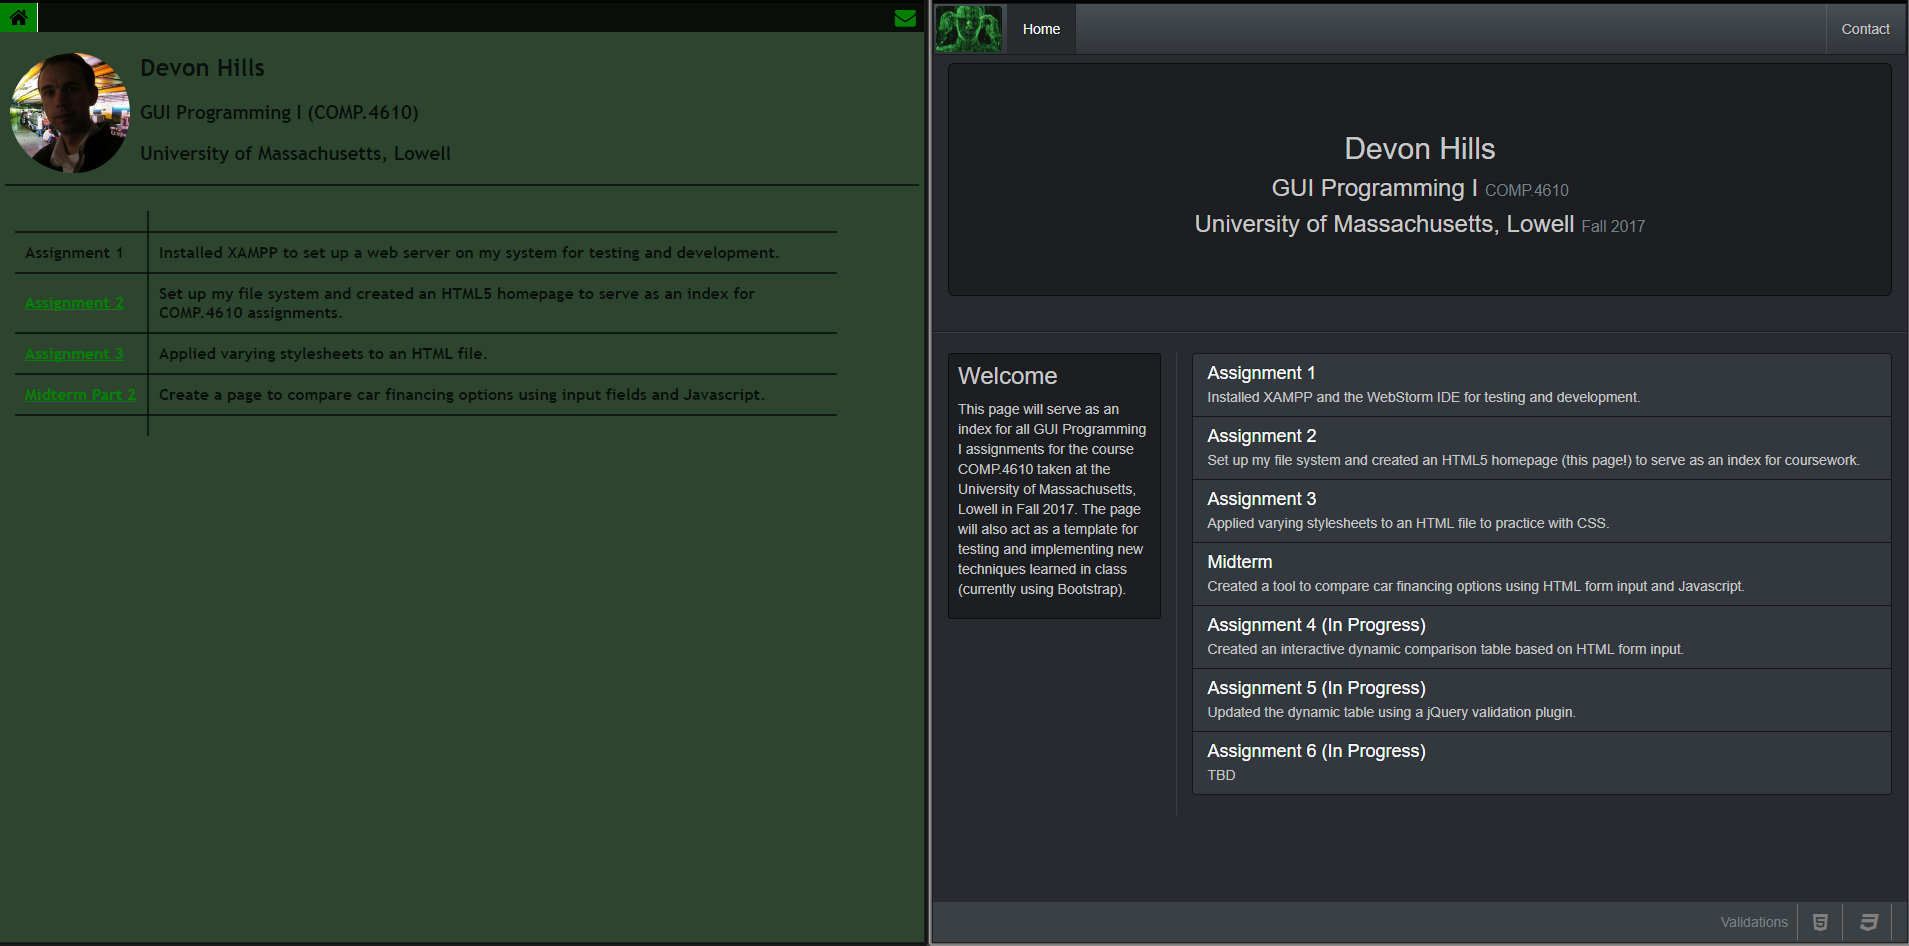 Devon Hills
GUI Programming I (COMP.4610)
University of Massachusetts, Lowell
Assignment 1
Installed XAMPP to set up a web server on my system for testing and development.
Assignment 2
Set up my file system and created an HTML5 homepage to serve as an index for
COMP.4610 assignments.
Assignment 3
Applied varying stylesheets to an HTML file.
Midterm Part 2
Create a page to compare car financing options using input fields and Javascript.
Home
Contact
Devon Hills
GUI Programming I COMP.4610
University of Massachusetts, Lowell Fall 2017
Welcome
This page will serve as an
index for all GUI Programming
I assignments for the course
COMP.4610 taken at the
University of Massachusetts,
Lowell in Fall 2017. The page
will also act as a template for
testing and implementing new
techniques learned in class
(currently using Bootstrap).
Assignment 1
Installed XAMPP and the WebStorm IDE for testing and development.
Assignment 2
Set up my file system and created an HTML5 homepage (this page!) to serve as an index for coursework.
Assignment 3
Applied varying stylesheets to an HTML file to practice with CSS.
Midterm
Created a tool to compare car financing options using HTML form input and Javascript.
Assignment 4 (In Progress)
Created an interactive dynamic comparison table based on HTML form input.
Assignment 5 (In Progress)
Updated the dynamic table using a jQuery validation plugin.
Assignment 6 (In Progress)
TBD
Validations